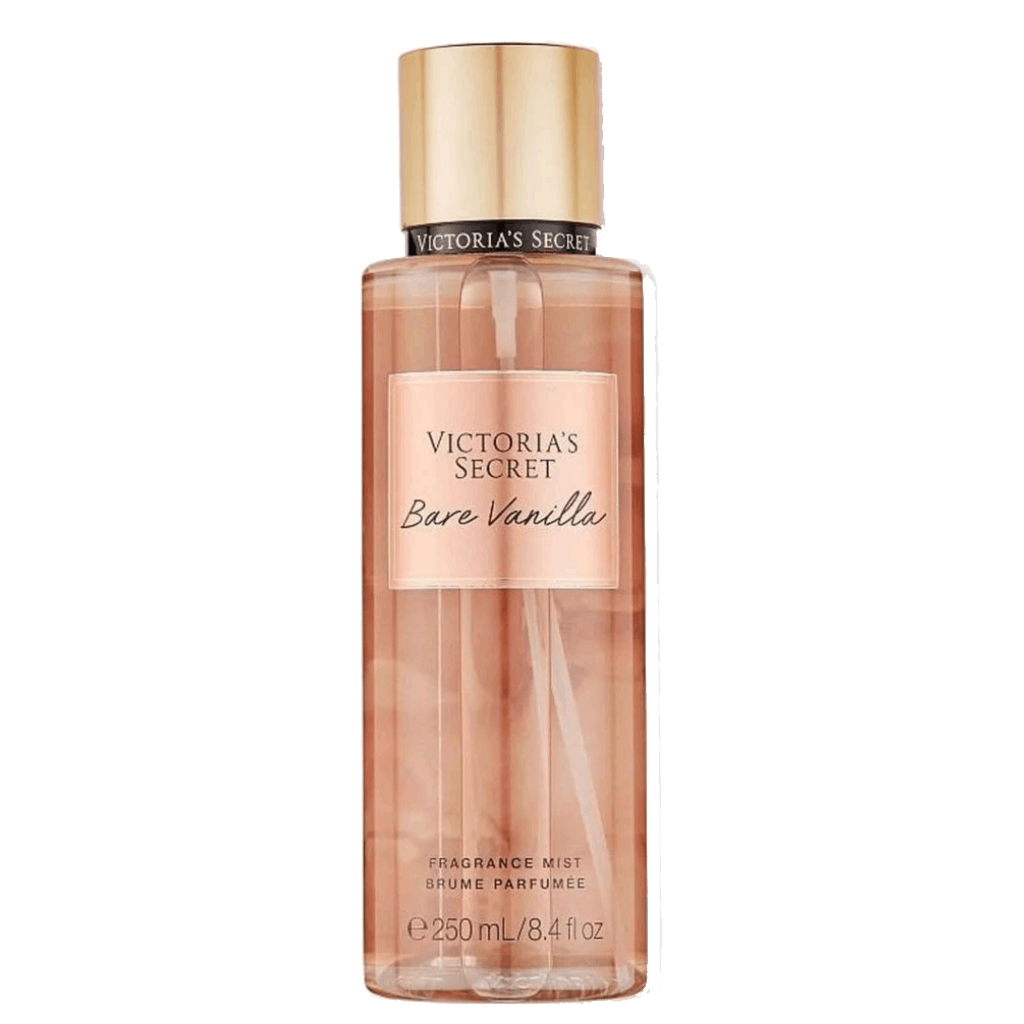 VICTORIA'S SECRET
VICTORIA'S
SECRET
Bare Vanilla
FRAGRANCE MIST
BRUME PARFUMÉE
℮ 250 mL/8.4 fl oz